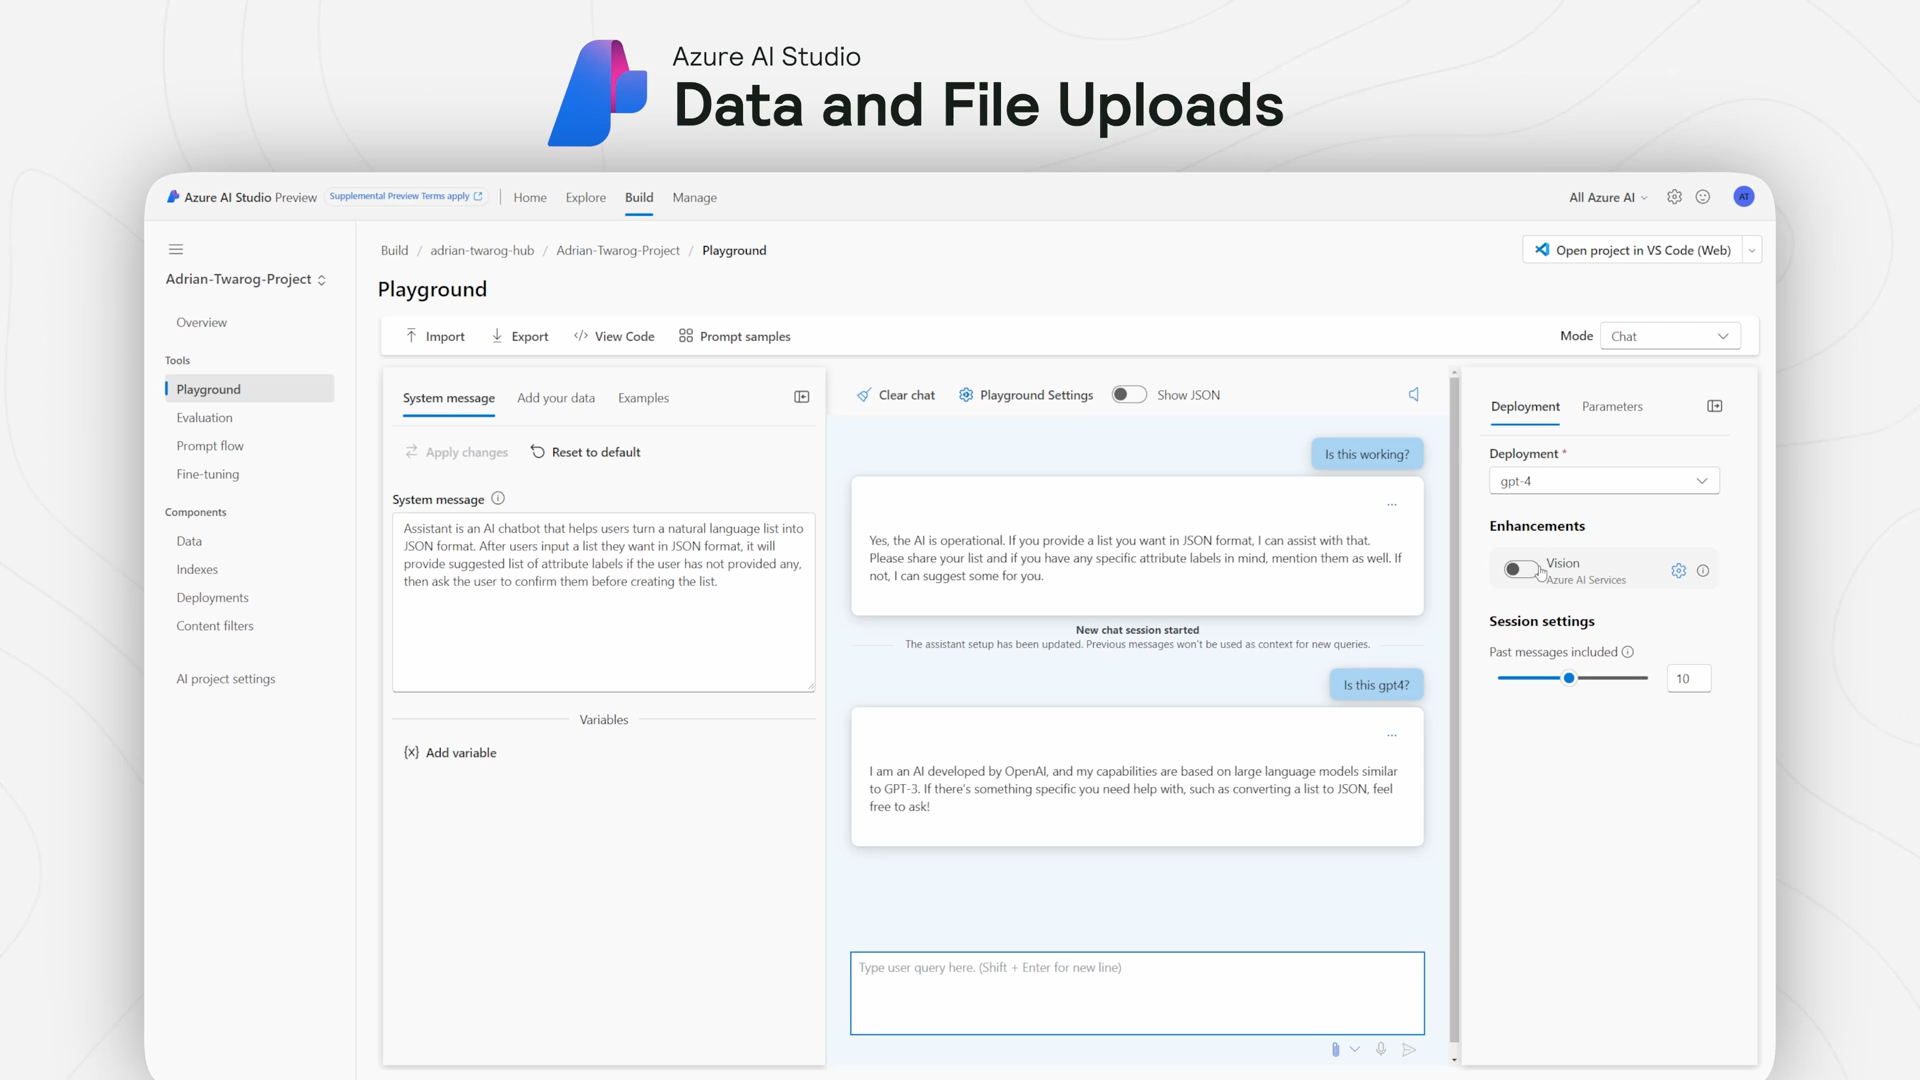 Azure AI Studio
Data and File Uploads
Azure AI Studio Preview
Supplemental Preview Terms apply
Home
Explore
Build
Manage
All Azure AI
AT
Adrian-Twarog-Project
Overview
Tools
Playground
Evaluation
Prompt flow
Fine-tuning
Components
Data
Indexes
Deployments
Content filters
AI project settings
Build / adrian-twarog-hub / Adrian-Twarog-Project / Playground
Open project in VS Code (Web)
Playground
Import
Export
View Code
Prompt samples
Mode
Chat
System message
Add your data
Examples
Apply changes
Reset to default
System message
Assistant is an AI chatbot that helps users turn a natural language list into
JSON format. After users input a list they want in JSON format, it will
provide suggested list of attribute labels if the user has not provided any,
then ask the user to confirm them before creating the list.
Variables
{x} Add variable
Clear chat
Playground Settings
Show JSON
Is this working?
Yes, the AI is operational. If you provide a list you want in JSON format, I can assist with that.
Please share your list and if you have any specific attribute labels in mind, mention them as well. If
not, I can suggest some for you.
New chat session started
The assistant setup has been updated. Previous messages won't be used as context for new queries.
Is this gpt4?
I am an AI developed by OpenAI, and my capabilities are based on large language models similar
to GPT-3. If there's something specific you need help with, such as converting a list to JSON, feel
free to ask!
Type user query here. (Shift + Enter for new line)
Deployment
Parameters
Deployment *
gpt-4
Enhancements
Vision
Azure AI Services
Session settings
Past messages included
10